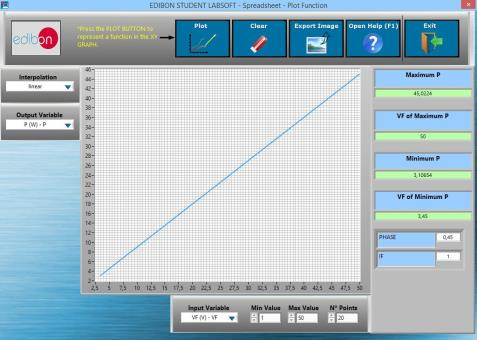 EDIBON STUDENT LABSOFT - Spreadsheet - Plot Function
edibon
"Press the PLOT BUTTON to
represent a function in the XY
GRAPH.
Plot
Clear
Export Image
Open Help (F1)
Exit
Interpolation
linear
Output Variable
P (W) - P
46
44
42
40
38
36
34
32
30
28
26
24
22
20
18
16
14
12
10
8
6
4
2
2,5 5 7,5 10 12,5 15 17,5 20 22,5 25 27,5 30 32,5 35 37,5 40 42,5 45 47,5 50
Maximum P
45,0224
VF of Maximum P
50
Minimum P
3,10654
VF of Minimum P
3,45
PHASE 0,45
IF 1
Input Variable Min Value Max Value Nº Points
VF (V) - VF 1 50 20